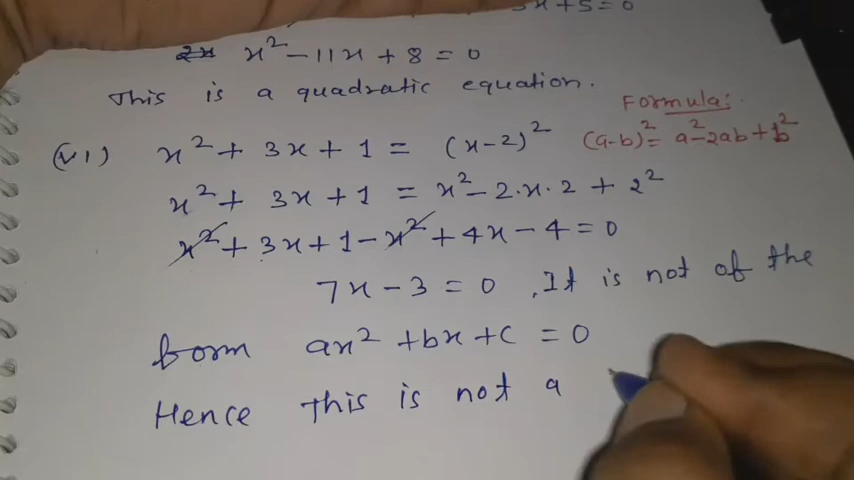 x + 5 = 0
x² - 11x + 8 = 0
This is a quadratic equation.
Formula:
(vi) x² + 3x + 1 = (x-2)² (a-b)² = a² - 2ab + b²
x² + 3x + 1 = x² - 2·x·2 + 2²
x² + 3x + 1 - x² + 4x - 4 = 0
7x - 3 = 0 . It is not of the
form ax² + bx + c = 0
Hence This is not a